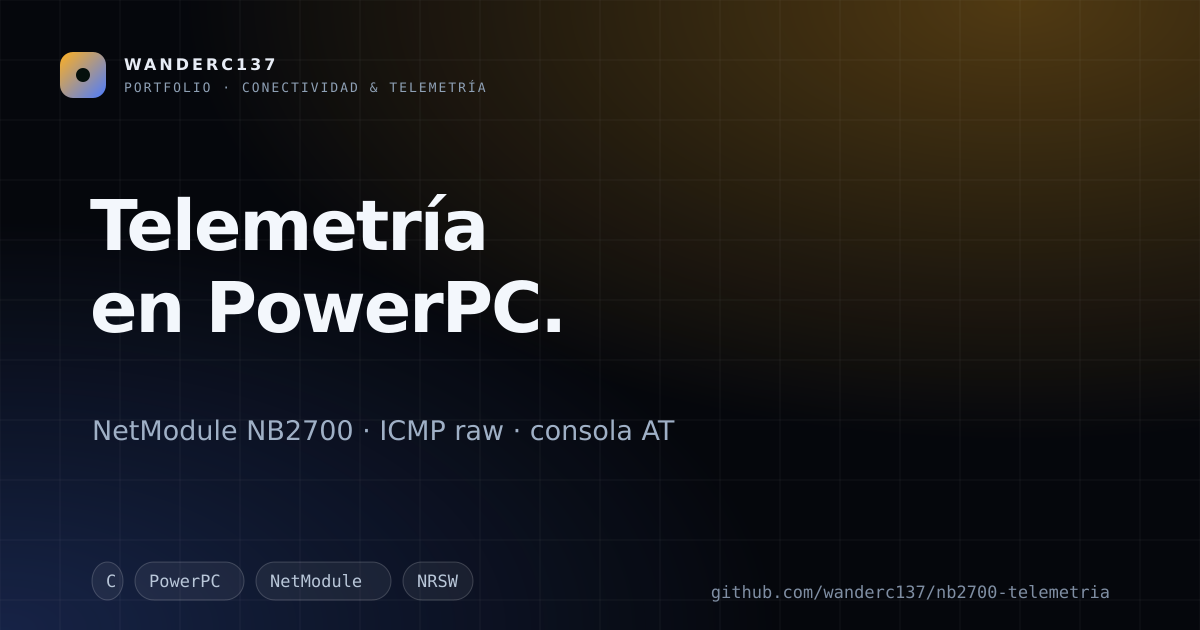 WANDERC137
PORTFOLIO · CONECTIVIDAD & TELEMETRÍA
Telemetría
en PowerPC.
NetModule NB2700 · ICMP raw · consola AT
C PowerPC NetModule NRSW
github.com/wanderc137/nb2700-telemetria